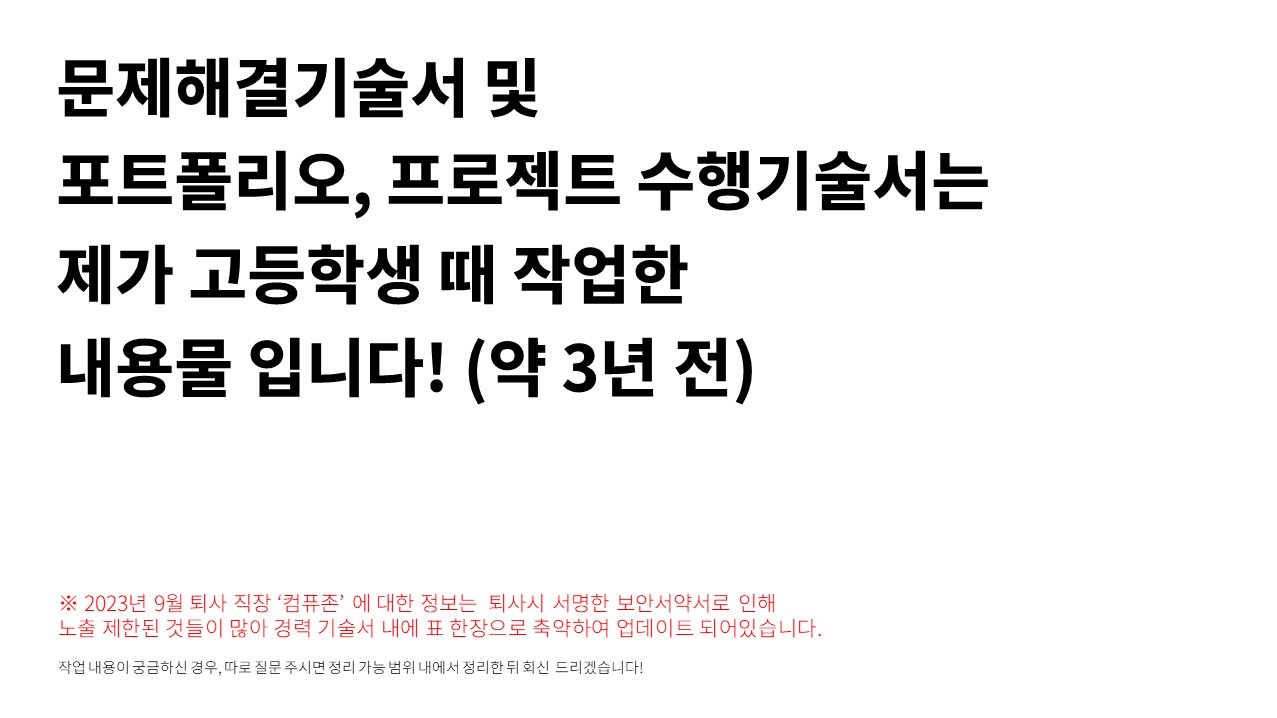 문제해결기술서 및
포트폴리오, 프로젝트 수행기술서는
제가 고등학생 때 작업한
내용물 입니다! (약 3년 전)
※ 2023년 9월 퇴사 직장 ‘컴퓨존’ 에 대한 정보는 퇴사시 서명한 보안서약서로 인해
노출 제한된 것들이 많아 경력 기술서 내에 표 한장으로 축약하여 업데이트 되어있습니다.
작업 내용이 궁금하신 경우, 따로 질문 주시면 정리 가능 범위 내에서 정리한 뒤 회신 드리겠습니다!